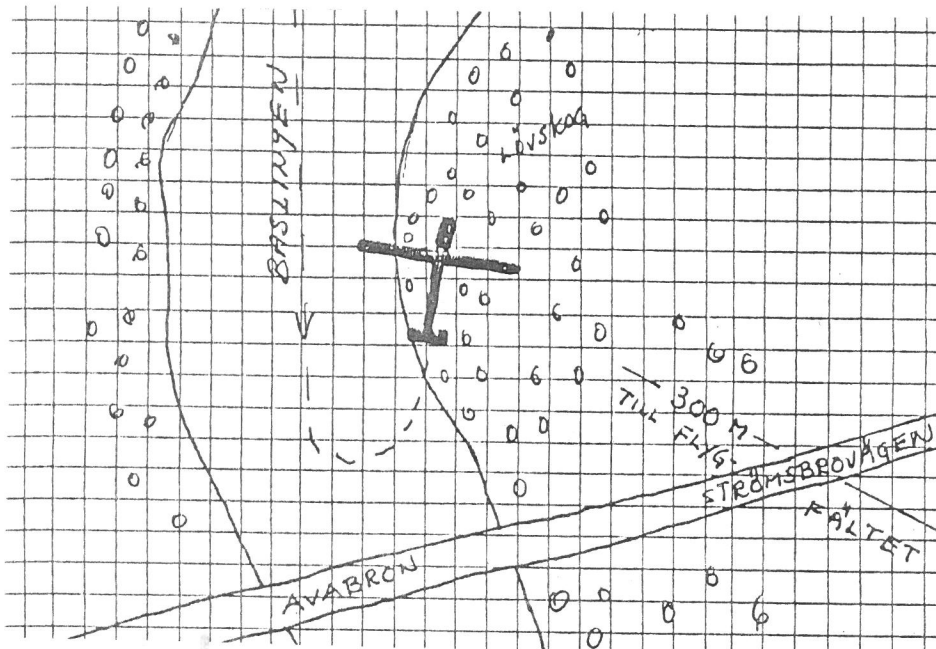 LÖVSKOG
BASLINJEN
300 M
TILL FLYG-
FÄLTET
STRÖMSBROVÄGEN
AVABRON